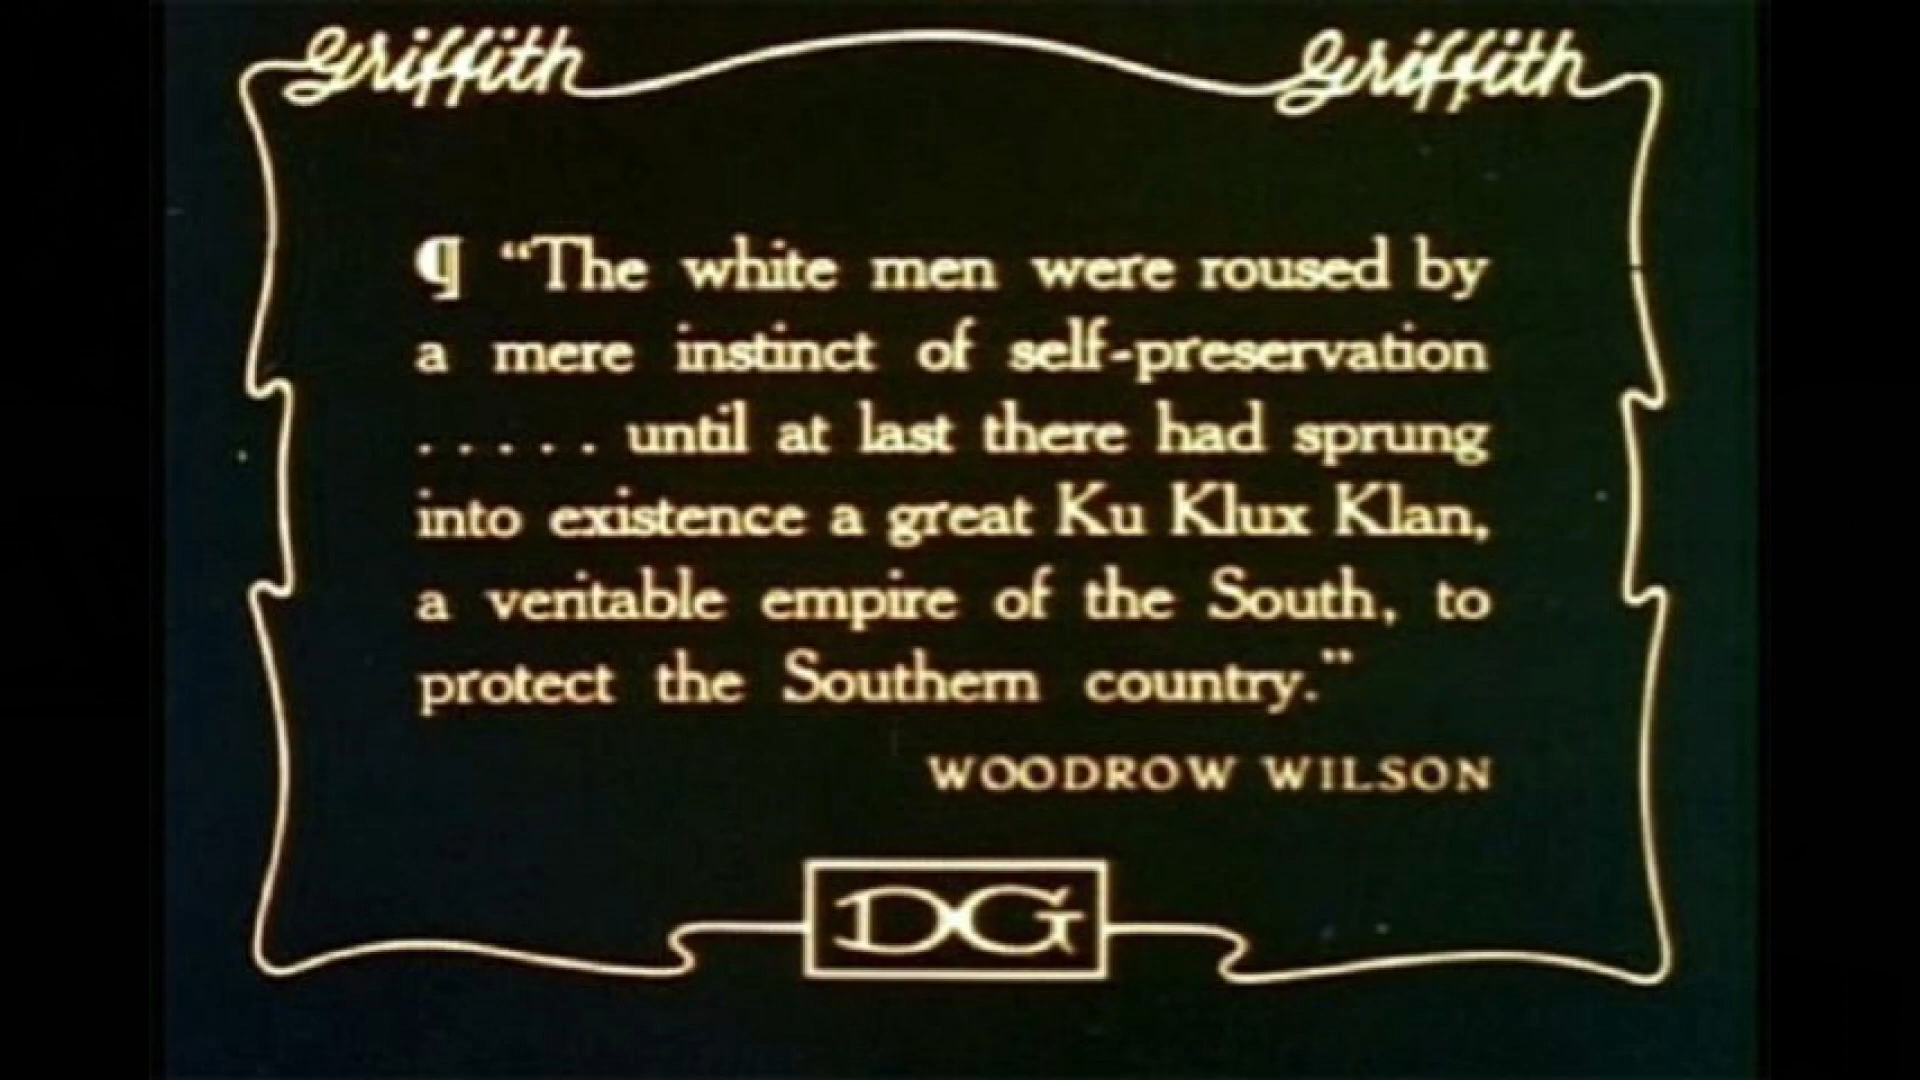 Griffith Griffith
¶ “The white men were roused by
a mere instinct of self-preservation
. . . . . until at last there had sprung
into existence a great Ku Klux Klan,
a veritable empire of the South, to
protect the Southern country.”
WOODROW WILSON
DG